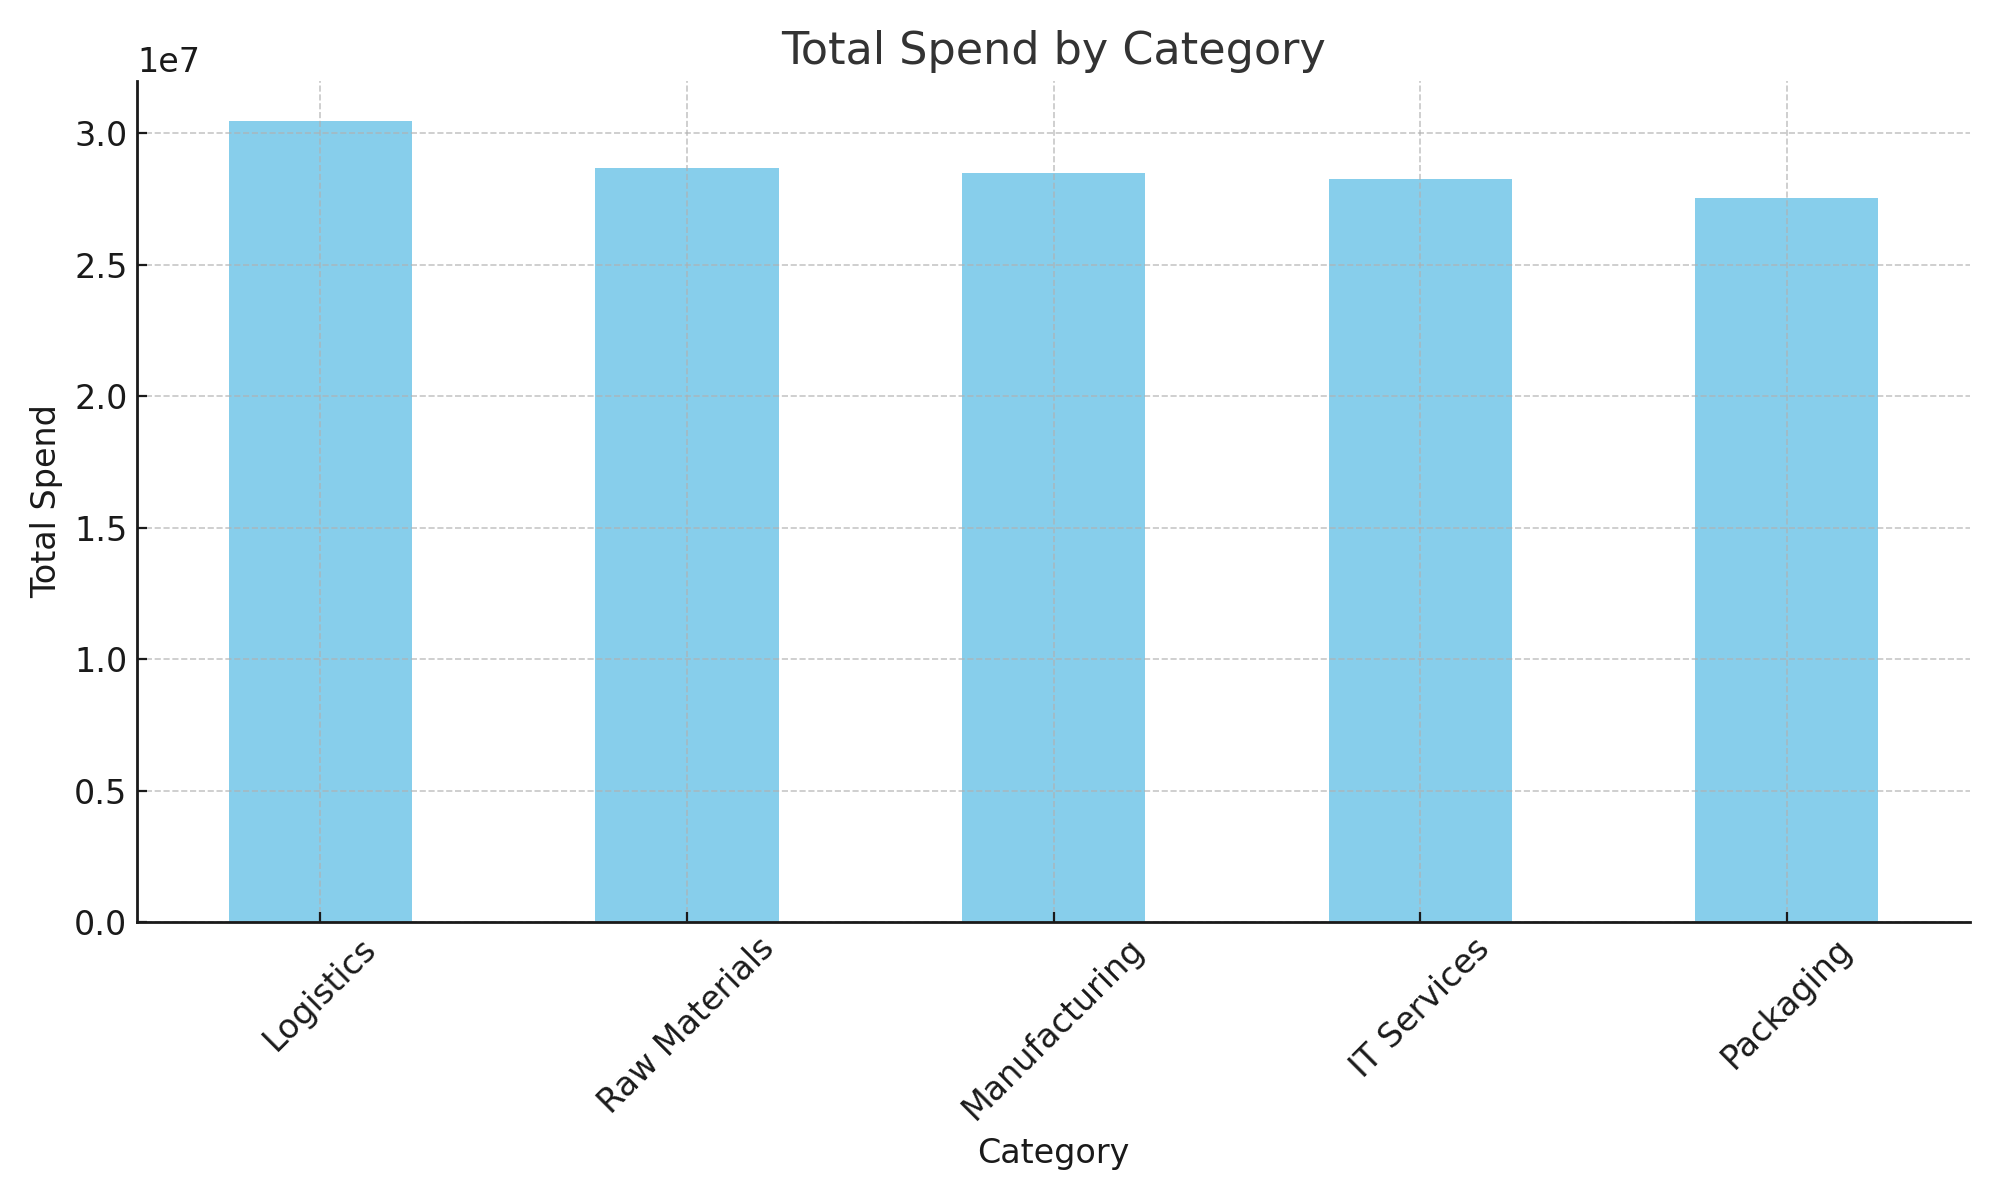 Total Spend by Category
1e7
3.0
2.5
2.0
1.5
1.0
0.5
0.0
Total Spend
Logistics
Raw Materials
Manufacturing
IT Services
Packaging
Category